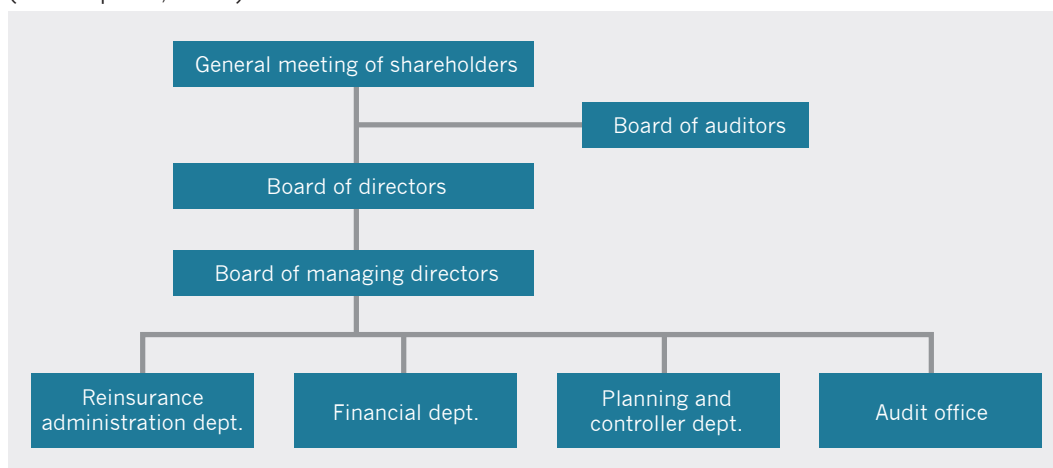 General meeting of shareholders
Board of auditors
Board of directors
Board of managing directors
Reinsurance
administration dept.
Financial dept.
Planning and
controller dept.
Audit office